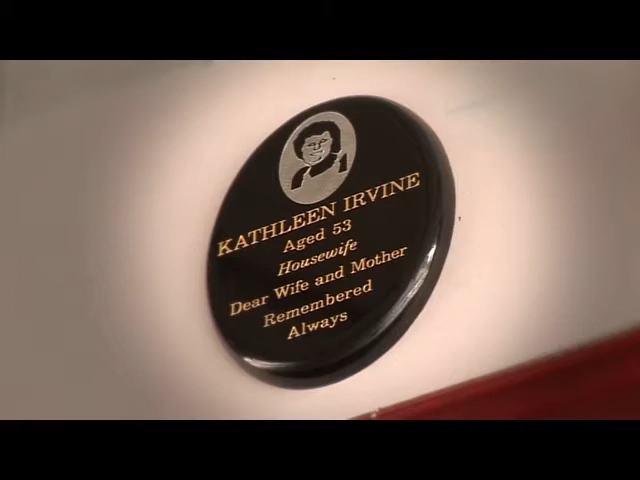 KATHLEEN IRVINE
Aged 53
Housewife
Dear Wife and Mother
Remembered
Always